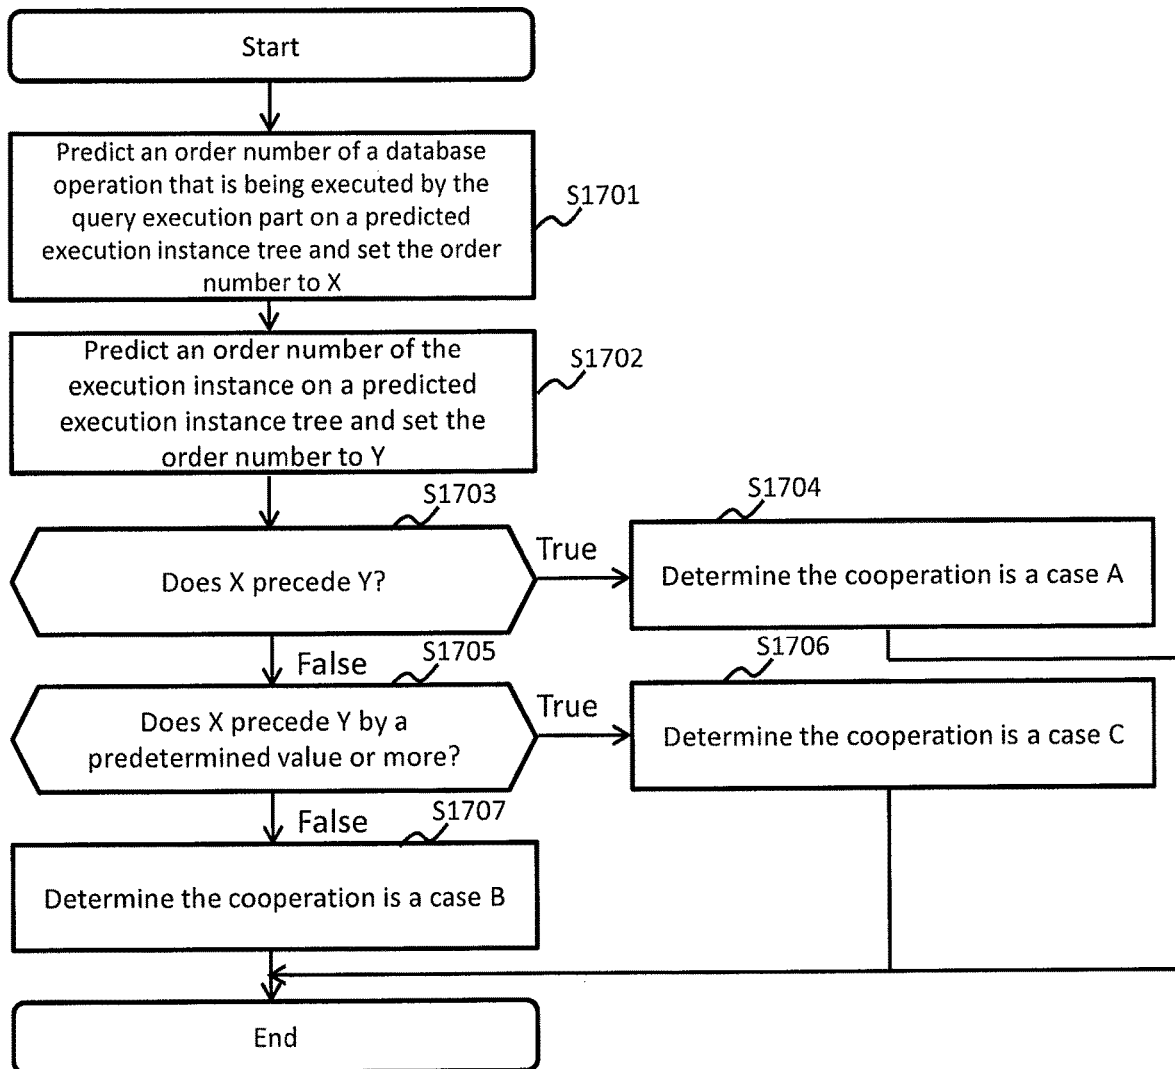 Start
Predict an order number of a database
operation that is being executed by the
query execution part on a predicted
execution instance tree and set the order
number to X
S1701
Predict an order number of the
execution instance on a predicted
execution instance tree and set the
order number to Y
S1702
S1703
Does X precede Y?
True
S1704
Determine the cooperation is a case A
False
S1705
Does X precede Y by a
predetermined value or more?
True
S1706
Determine the cooperation is a case C
False
S1707
Determine the cooperation is a case B
End